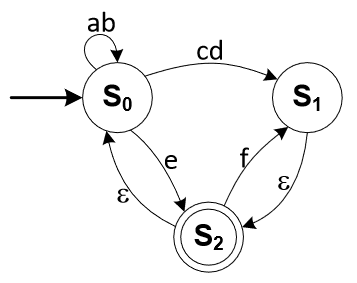 ab
cd
S₀
S₁
e
f
ε
ε
S₂